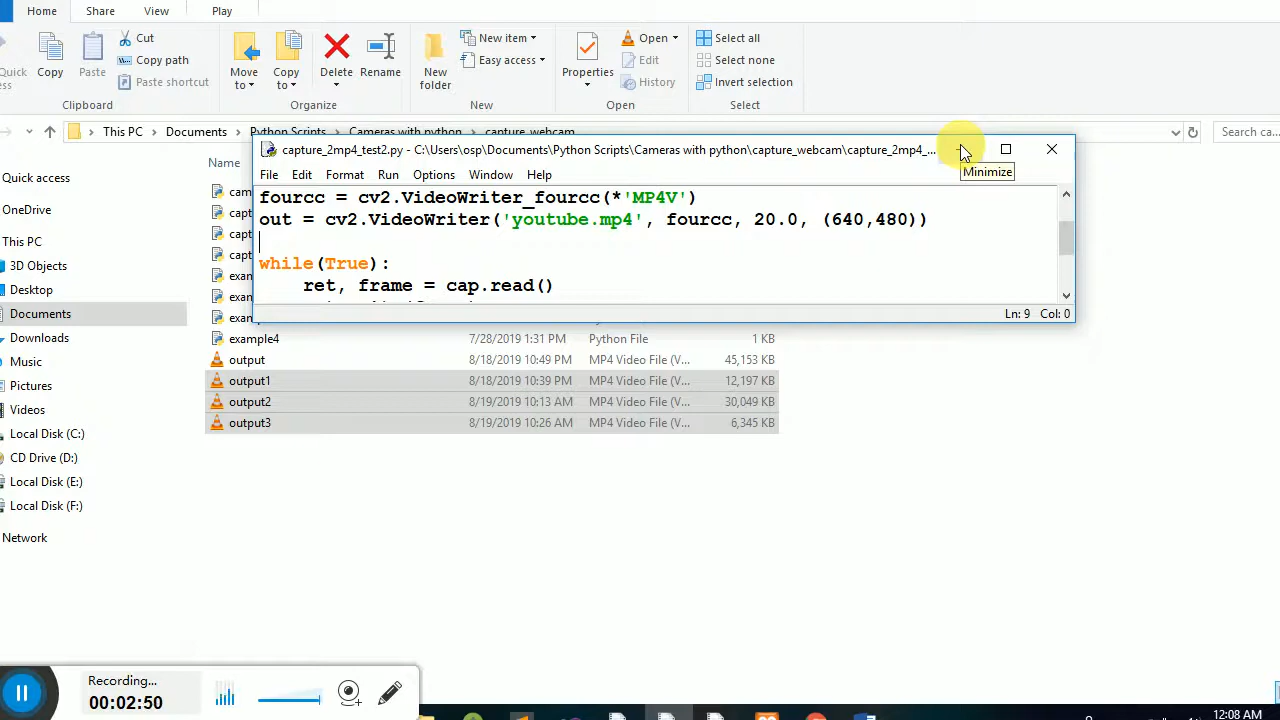 Home Share View Play
Cut
Copy path
Paste shortcut
Copy
Paste
Clipboard
Move to
Copy to
Delete
Rename
Organize
New folder
New item
Easy access
New
Properties
Open
Edit
History
Open
Select all
Select none
Invert selection
Select
This PC Documents Python Scripts Cameras with python capture_webcam
Search ca...
capture_2mp4_test2.py - C:\Users\osp\Documents\Python Scripts\Cameras with python\capture_webcam\capture_2mp4_...
Minimize
File Edit Format Run Options Window Help
fourcc = cv2.VideoWriter_fourcc(*'MP4V')
out = cv2.VideoWriter('youtube.mp4', fourcc, 20.0, (640,480))
while(True):
ret, frame = cap.read()
Ln: 9 Col: 0
Quick access
OneDrive
This PC
3D Objects
Desktop
Documents
Downloads
Music
Pictures
Videos
Local Disk (C:)
CD Drive (D:)
Local Disk (E:)
Local Disk (F:)
Network
Name
example4 7/28/2019 1:31 PM Python File 1 KB
output 8/18/2019 10:49 PM MP4 Video File (V... 45,153 KB
output1 8/18/2019 10:39 PM MP4 Video File (V... 12,197 KB
output2 8/19/2019 10:13 AM MP4 Video File (V... 30,049 KB
output3 8/19/2019 10:26 AM MP4 Video File (V... 6,345 KB
Recording...
00:02:50
12:08 AM